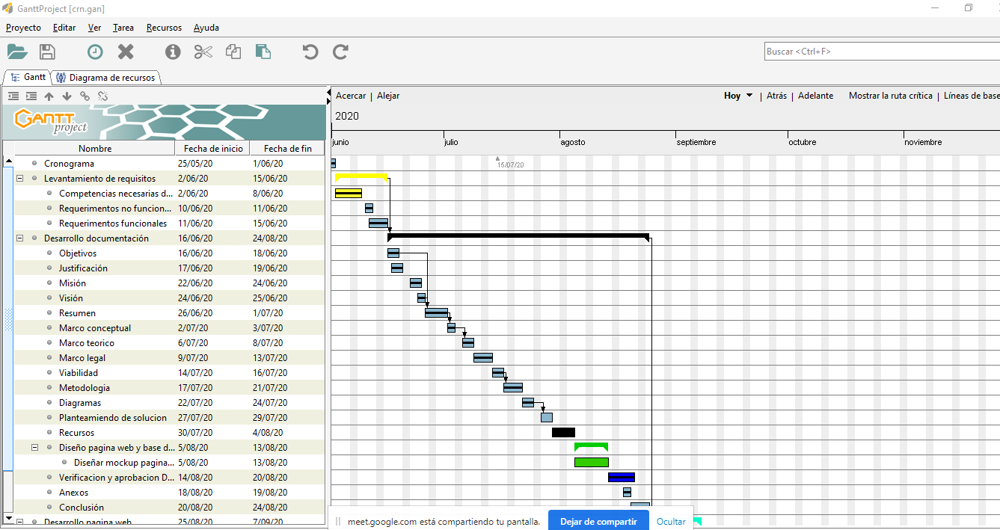 GanttProject [crn.gan]
Proyecto Editar Ver Tarea Recursos Ayuda
Buscar <Ctrl+F>
Gantt Diagrama de recursos
Acercar | Alejar Hoy | Atrás | Adelante Mostrar la ruta crítica | Líneas de base
GANTT project
2020
junio julio agosto septiembre octubre noviembre
Nombre Fecha de inicio Fecha de fin
Cronograma 25/05/20 1/06/20
15/07/20
Levantamiento de requisitos 2/06/20 15/06/20
Competencias necesarias d... 2/06/20 8/06/20
Requerimentos no funcion... 10/06/20 11/06/20
Requerimentos funcionales 11/06/20 15/06/20
Desarrollo documentación 16/06/20 24/08/20
Objetivos 16/06/20 18/06/20
Justificación 17/06/20 19/06/20
Misión 22/06/20 24/06/20
Visión 24/06/20 25/06/20
Resumen 26/06/20 1/07/20
Marco conceptual 2/07/20 3/07/20
Marco teorico 6/07/20 8/07/20
Marco legal 9/07/20 13/07/20
Viabilidad 14/07/20 16/07/20
Metodologia 17/07/20 21/07/20
Diagramas 22/07/20 24/07/20
Planteamiendo de solucion 27/07/20 29/07/20
Recursos 30/07/20 4/08/20
Diseño pagina web y base d... 5/08/20 13/08/20
Diseñar mockup pagina... 5/08/20 13/08/20
Verificacion y aprobacion D... 14/08/20 20/08/20
Anexos 18/08/20 19/08/20
Conclusión 20/08/20 24/08/20
Desarrollo pagina web 25/08/20 7/09/20
meet.google.com está compartiendo tu pantalla. Dejar de compartir Ocultar